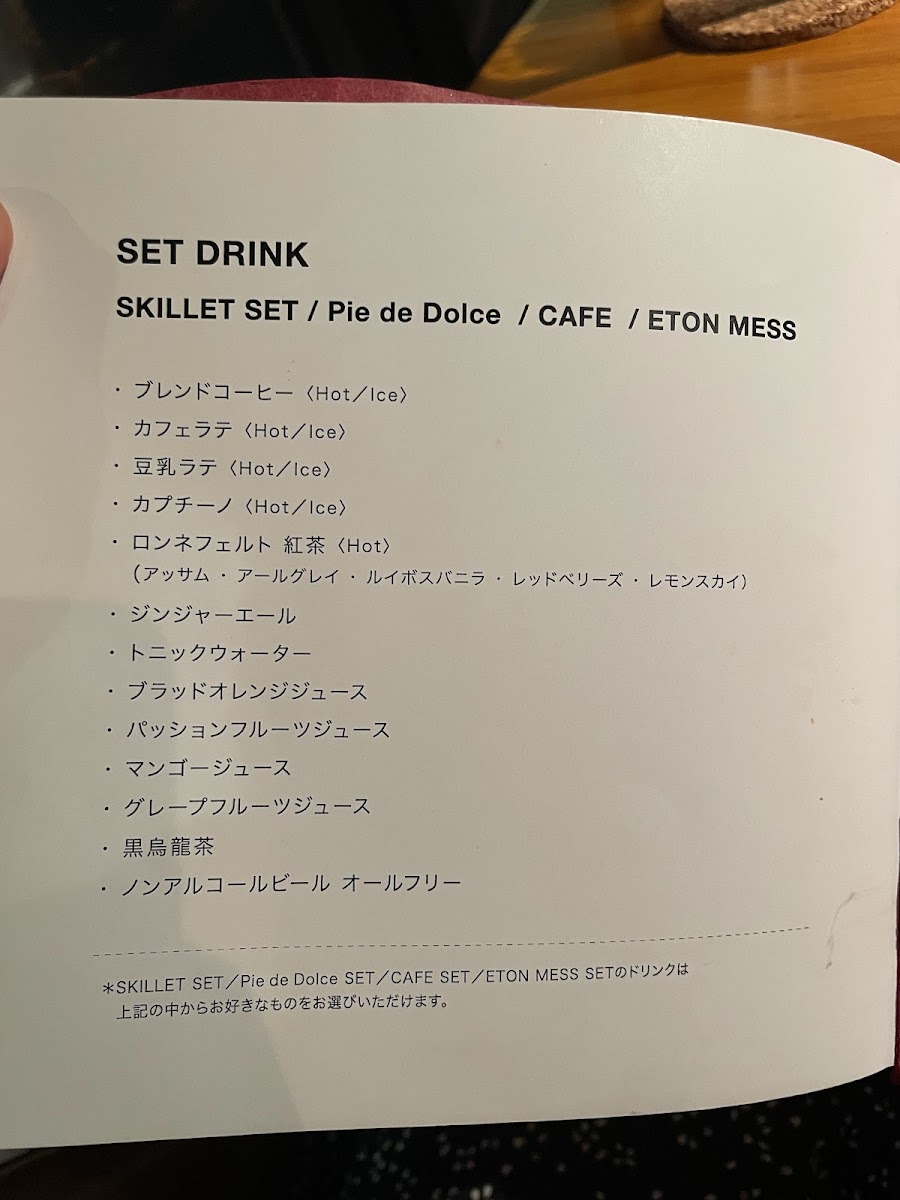 SET DRINK
SKILLET SET / Pie de Dolce / CAFE / ETON MESS
・ブレンドコーヒー〈Hot／Ice〉
・カフェラテ〈Hot／Ice〉
・豆乳ラテ〈Hot／Ice〉
・カプチーノ〈Hot／Ice〉
・ロンネフェルト 紅茶〈Hot〉
（アッサム・アールグレイ・ルイボスバニラ・レッドベリーズ・レモンスカイ）
・ジンジャーエール
・トニックウォーター
・ブラッドオレンジジュース
・パッションフルーツジュース
・マンゴージュース
・グレープフルーツジュース
・黒烏龍茶
・ノンアルコールビール オールフリー
＊SKILLET SET／Pie de Dolce SET／CAFE SET／ETON MESS SETのドリンクは
上記の中からお好きなものをお選びいただけます。